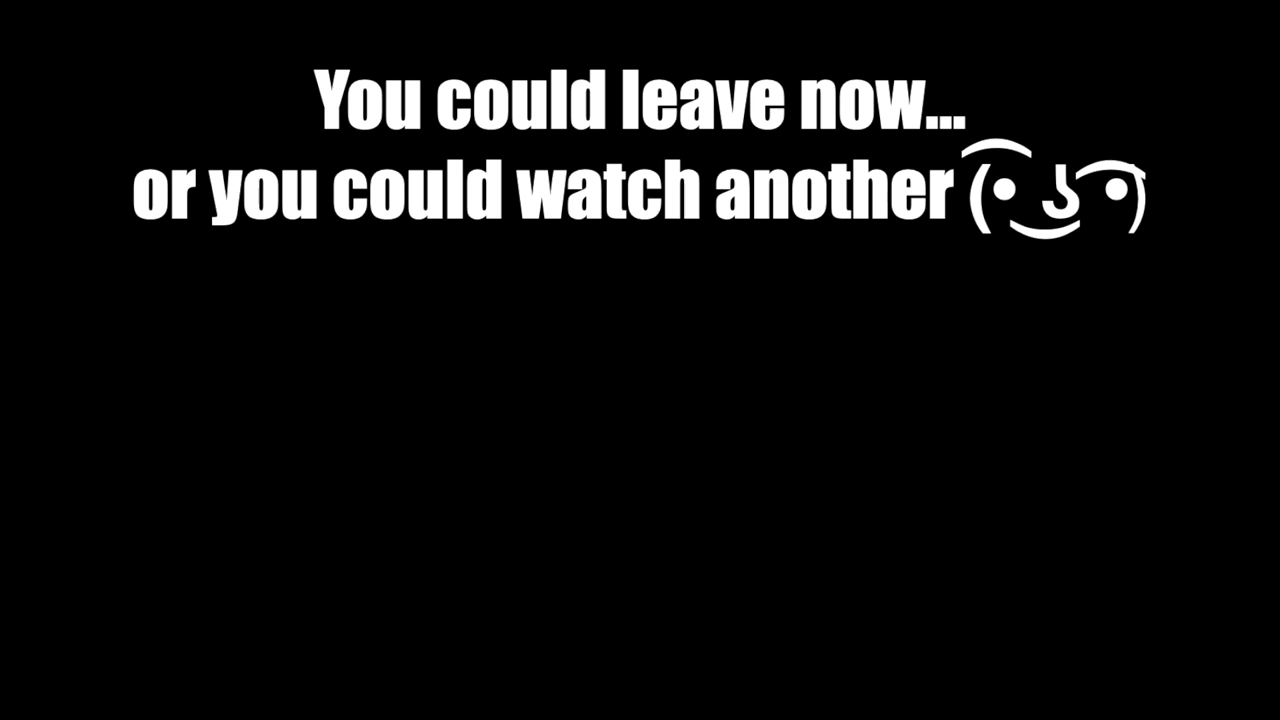 You could leave now...
or you could watch another ( ͡• ͜ʖ ͡•)